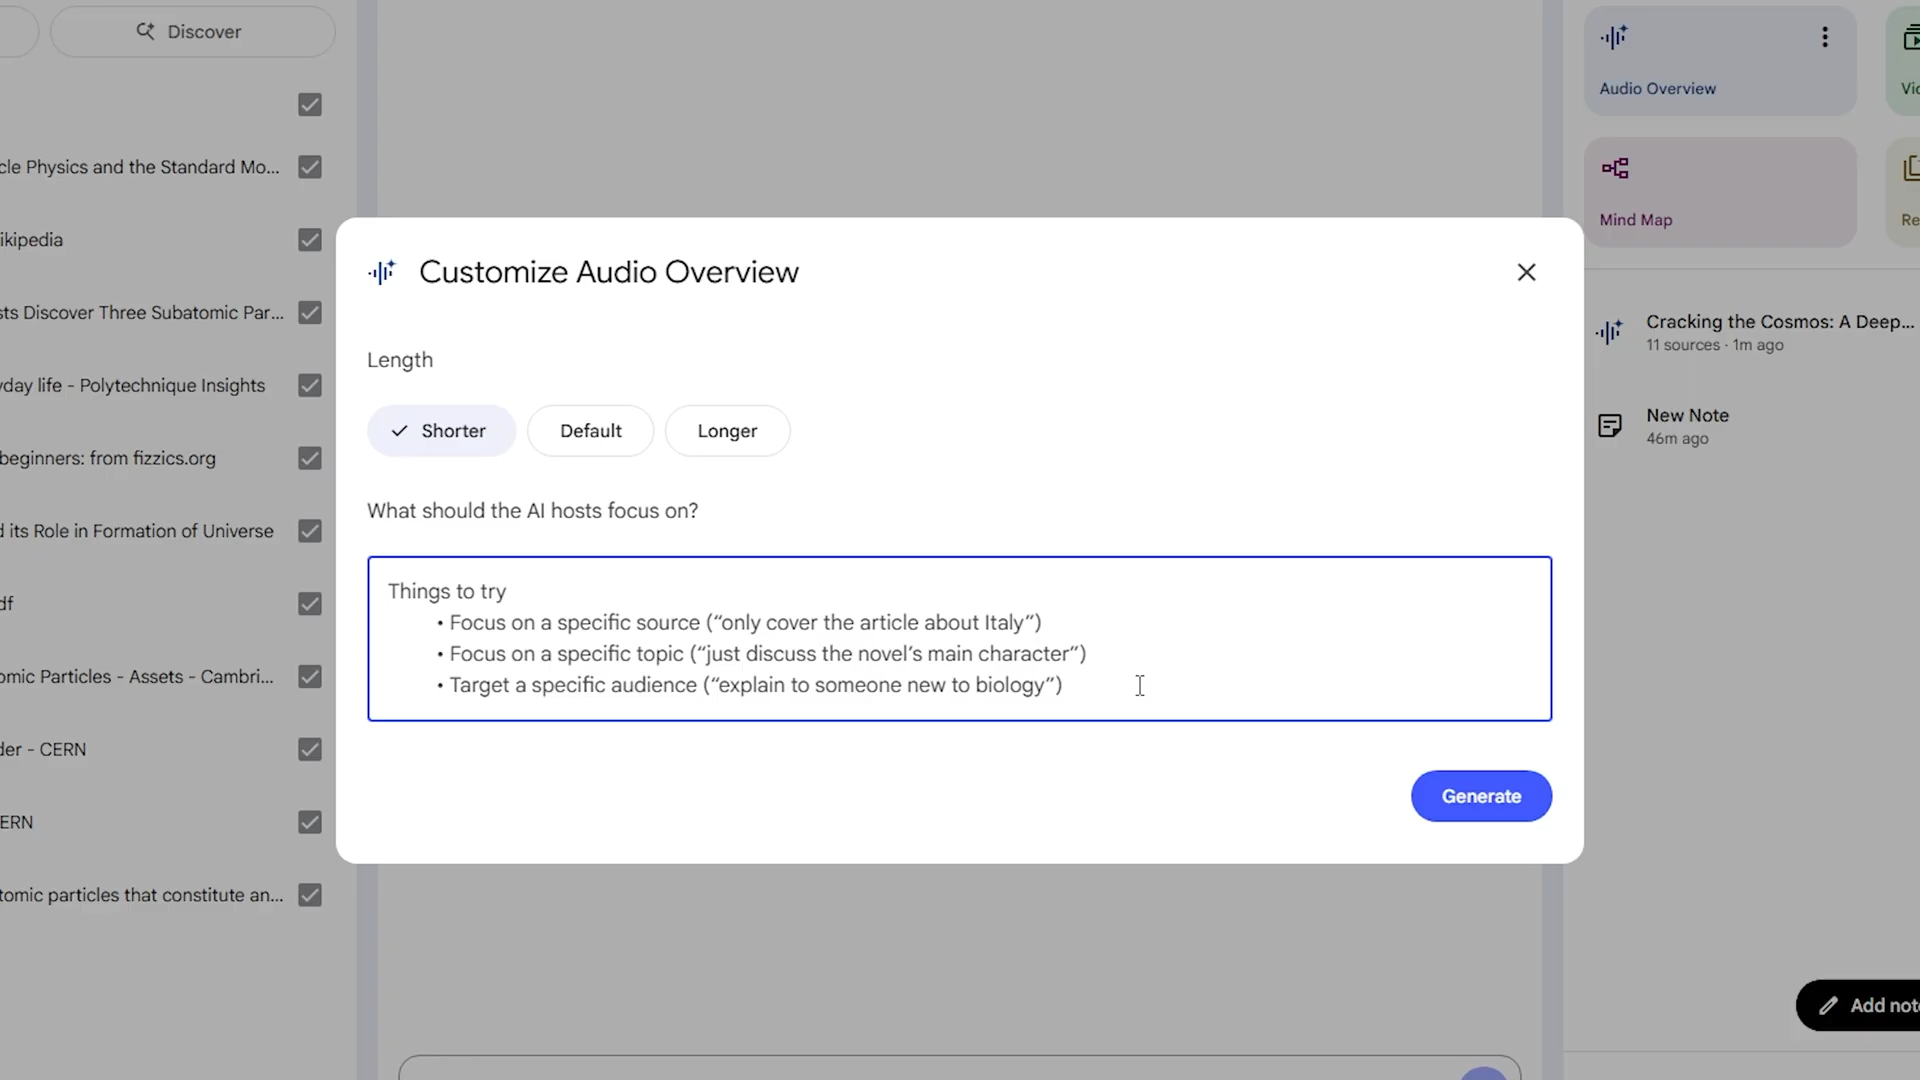 Discover
cle Physics and the Standard Mo...
ikipedia
sts Discover Three Subatomic Par...
day life - Polytechnique Insights
beginners: from fizzics.org
its Role in Formation of Universe
df
omic Particles - Assets - Cambri...
der - CERN
ERN
tomic particles that constitute an...
Customize Audio Overview
Length
Shorter
Default
Longer
What should the AI hosts focus on?
Things to try
• Focus on a specific source (“only cover the article about Italy”)
• Focus on a specific topic (“just discuss the novel’s main character”)
• Target a specific audience (“explain to someone new to biology”)
Generate
Audio Overview
Vid
Mind Map
Re
Cracking the Cosmos: A Deep...
11 sources · 1m ago
New Note
46m ago
Add note